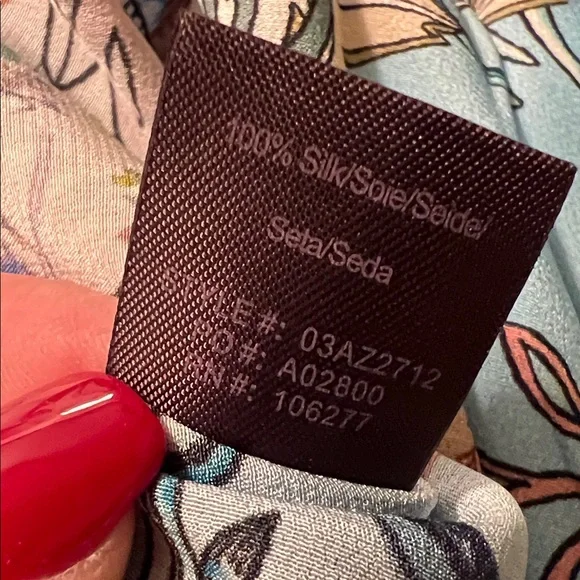 100% Silk/Soie/Seide/
Seta/Seda
STYLE #: 03AZ2712
PO #: A02800
RN #: 106277